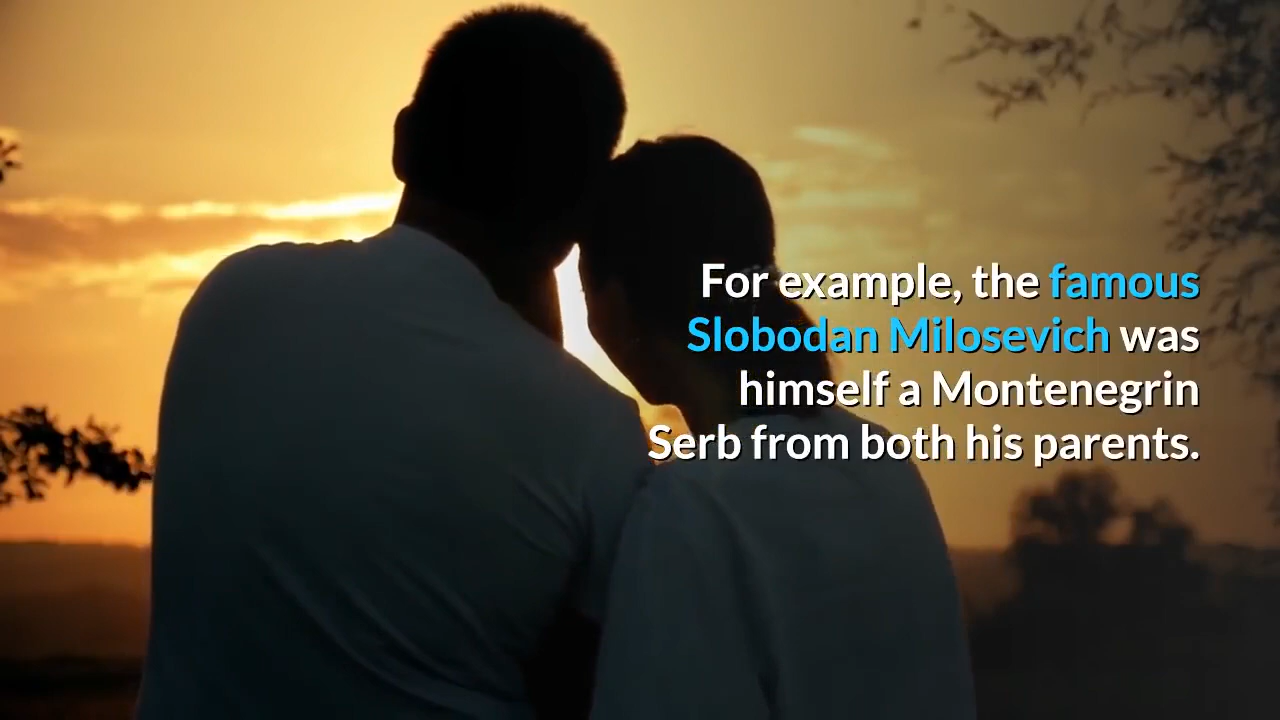 For example, the famous
Slobodan Milosevich was
himself a Montenegrin
Serb from both his parents.